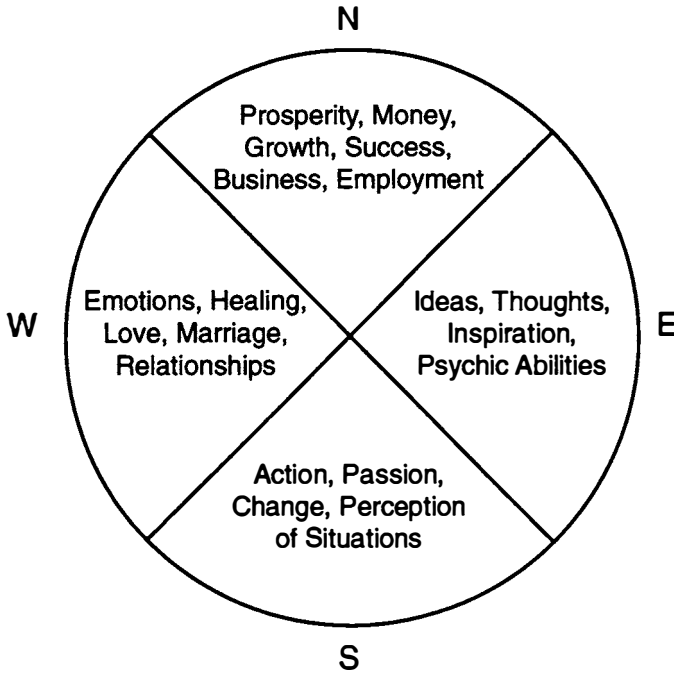 N
Prosperity, Money,
Growth, Success,
Business, Employment
W
Emotions, Healing,
Love, Marriage,
Relationships
Ideas, Thoughts,
Inspiration,
Psychic Abilities
E
Action, Passion,
Change, Perception
of Situations
S